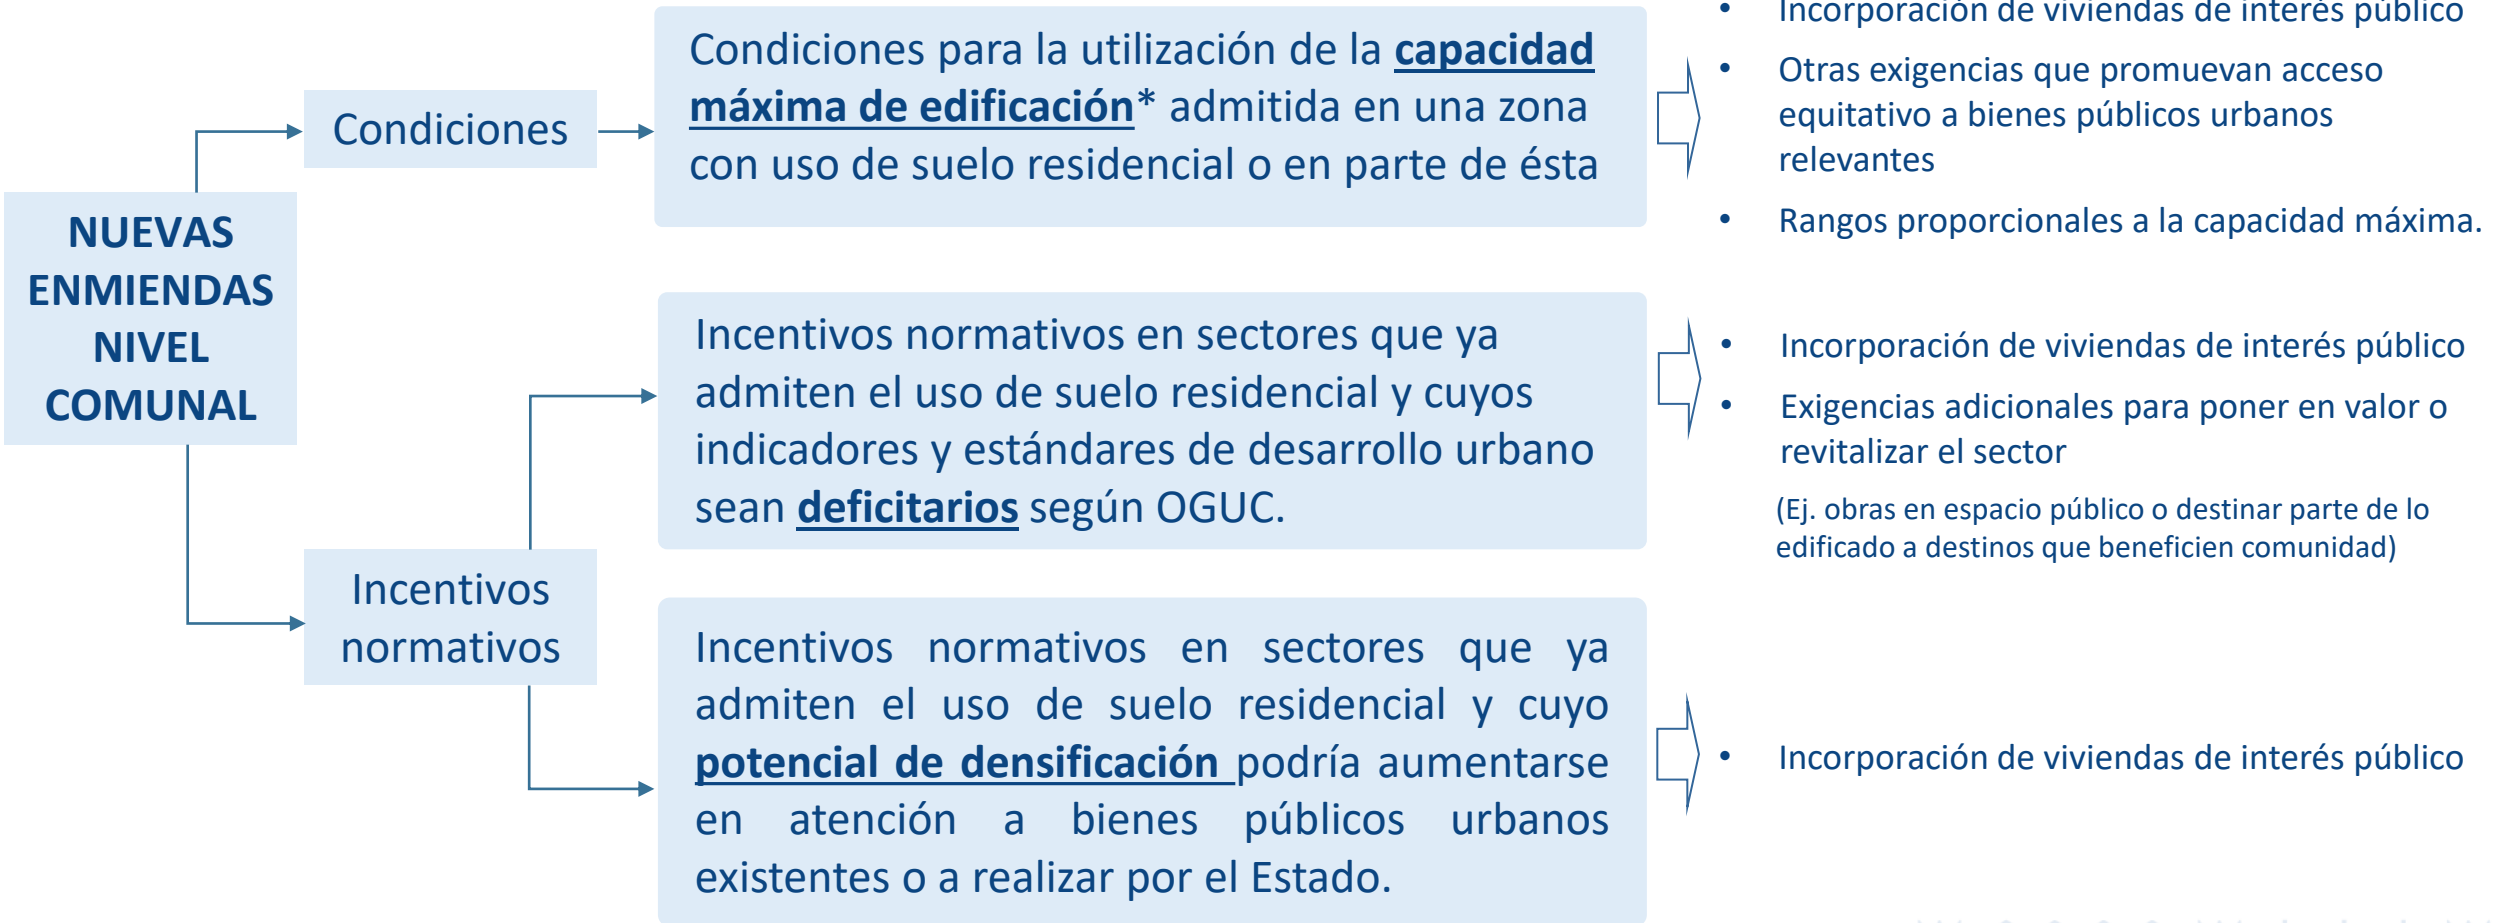 NUEVAS
ENMIENDAS
NIVEL
COMUNAL
Condiciones
Condiciones para la utilización de la capacidad
máxima de edificación* admitida en una zona
con uso de suelo residencial o en parte de ésta
• Incorporación de viviendas de interés público
• Otras exigencias que promuevan acceso
equitativo a bienes públicos urbanos
relevantes
• Rangos proporcionales a la capacidad máxima.
Incentivos
normativos
Incentivos normativos en sectores que ya
admiten el uso de suelo residencial y cuyos
indicadores y estándares de desarrollo urbano
sean deficitarios según OGUC.
• Incorporación de viviendas de interés público
• Exigencias adicionales para poner en valor o
revitalizar el sector
(Ej. obras en espacio público o destinar parte de lo
edificado a destinos que beneficien comunidad)
Incentivos normativos en sectores que ya
admiten el uso de suelo residencial y cuyo
potencial de densificación podría aumentarse
en atención a bienes públicos urbanos
existentes o a realizar por el Estado.
• Incorporación de viviendas de interés público